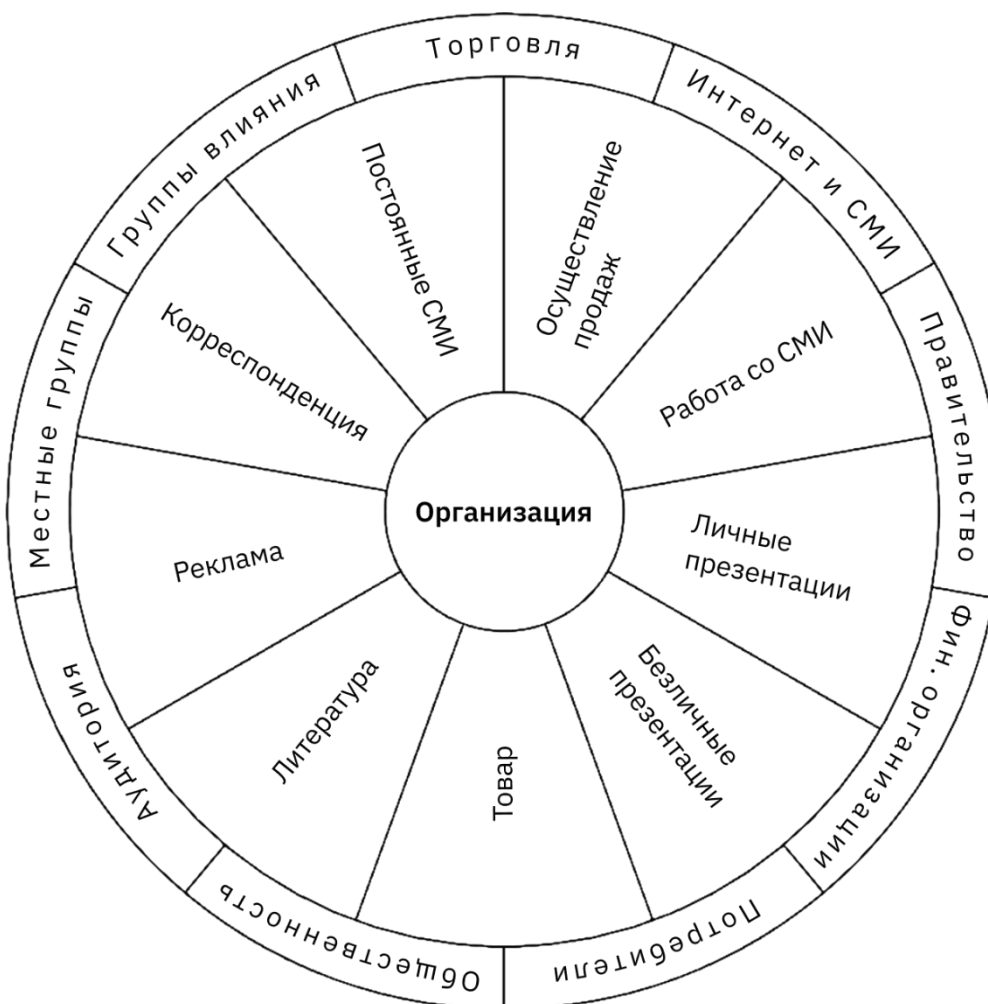 Торговля
Интернет и СМИ
Правительство
Фин. организации
Потребители
Общественность
Аудитория
Местные группы
Группы влияния
Постоянные СМИ
Осуществление
продаж
Работа со СМИ
Личные
презентации
Безличные
презентации
Товар
Литература
Реклама
Корреспонденция
Организация